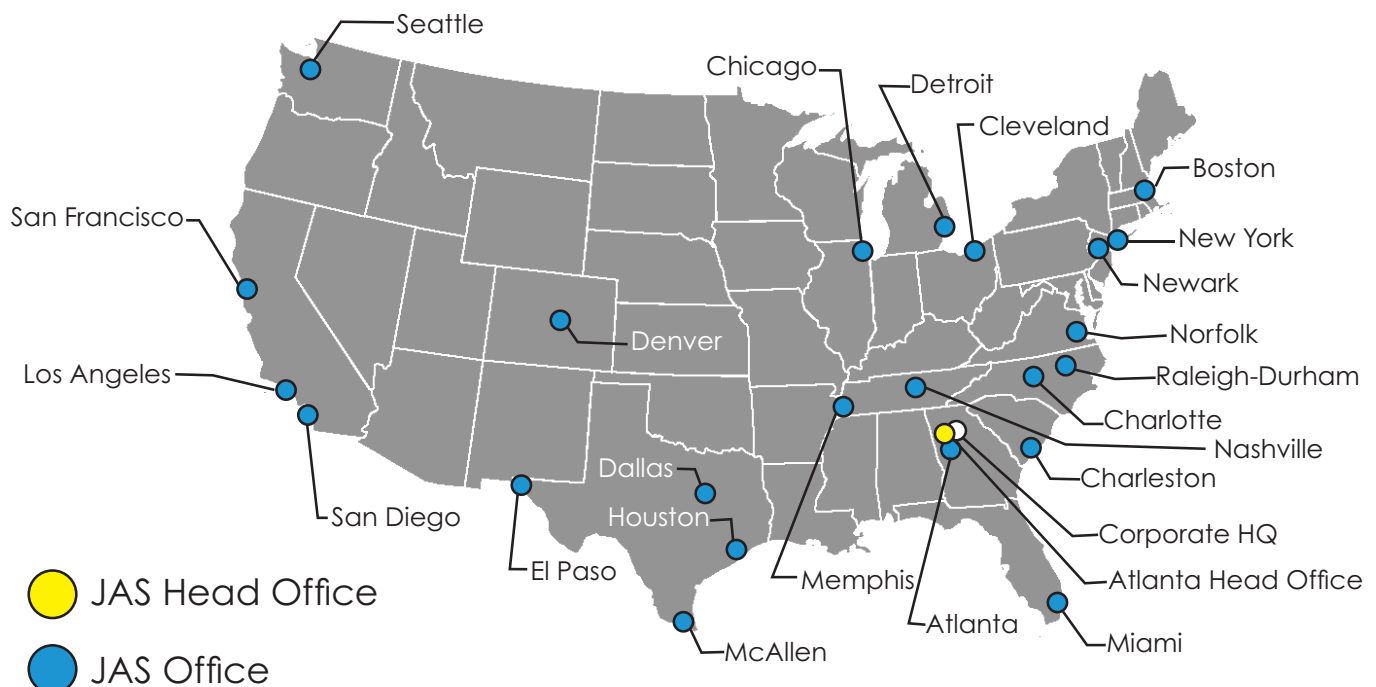 Seattle
Chicago
Detroit
Cleveland
Boston
San Francisco
New York
Newark
Norfolk
Denver
Los Angeles
Raleigh-Durham
Charlotte
Nashville
Dallas
Charleston
San Diego
Houston
Corporate HQ
El Paso
Memphis
Atlanta Head Office
JAS Head Office
Atlanta
Miami
McAllen
JAS Office